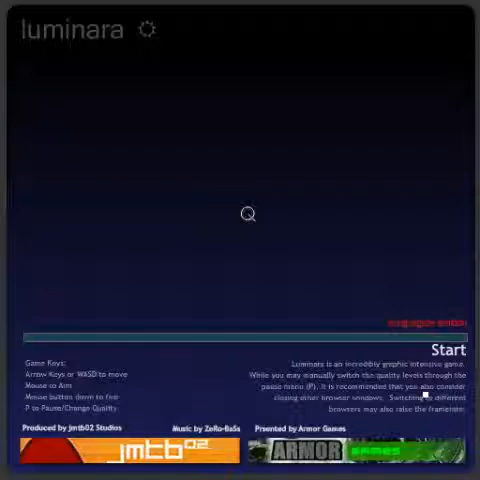 luminara
Start
Game Keys:
Arrow Keys or WASD to move
Mouse to Aim
Mouse button down to fire
P to Pause/Change Quality
Luminara is an incredibly graphic intensive game.
While you may manually switch the quality levels through the
pause menu (P), it is recommended that you also consider
closing other browser windows. Switching to different
browsers may also raise the framerate.
Produced by jmtb02 Studios
Music by ZeRo-BaSs
Presented by Armor Games
jmtb02
ARMOR GAMES